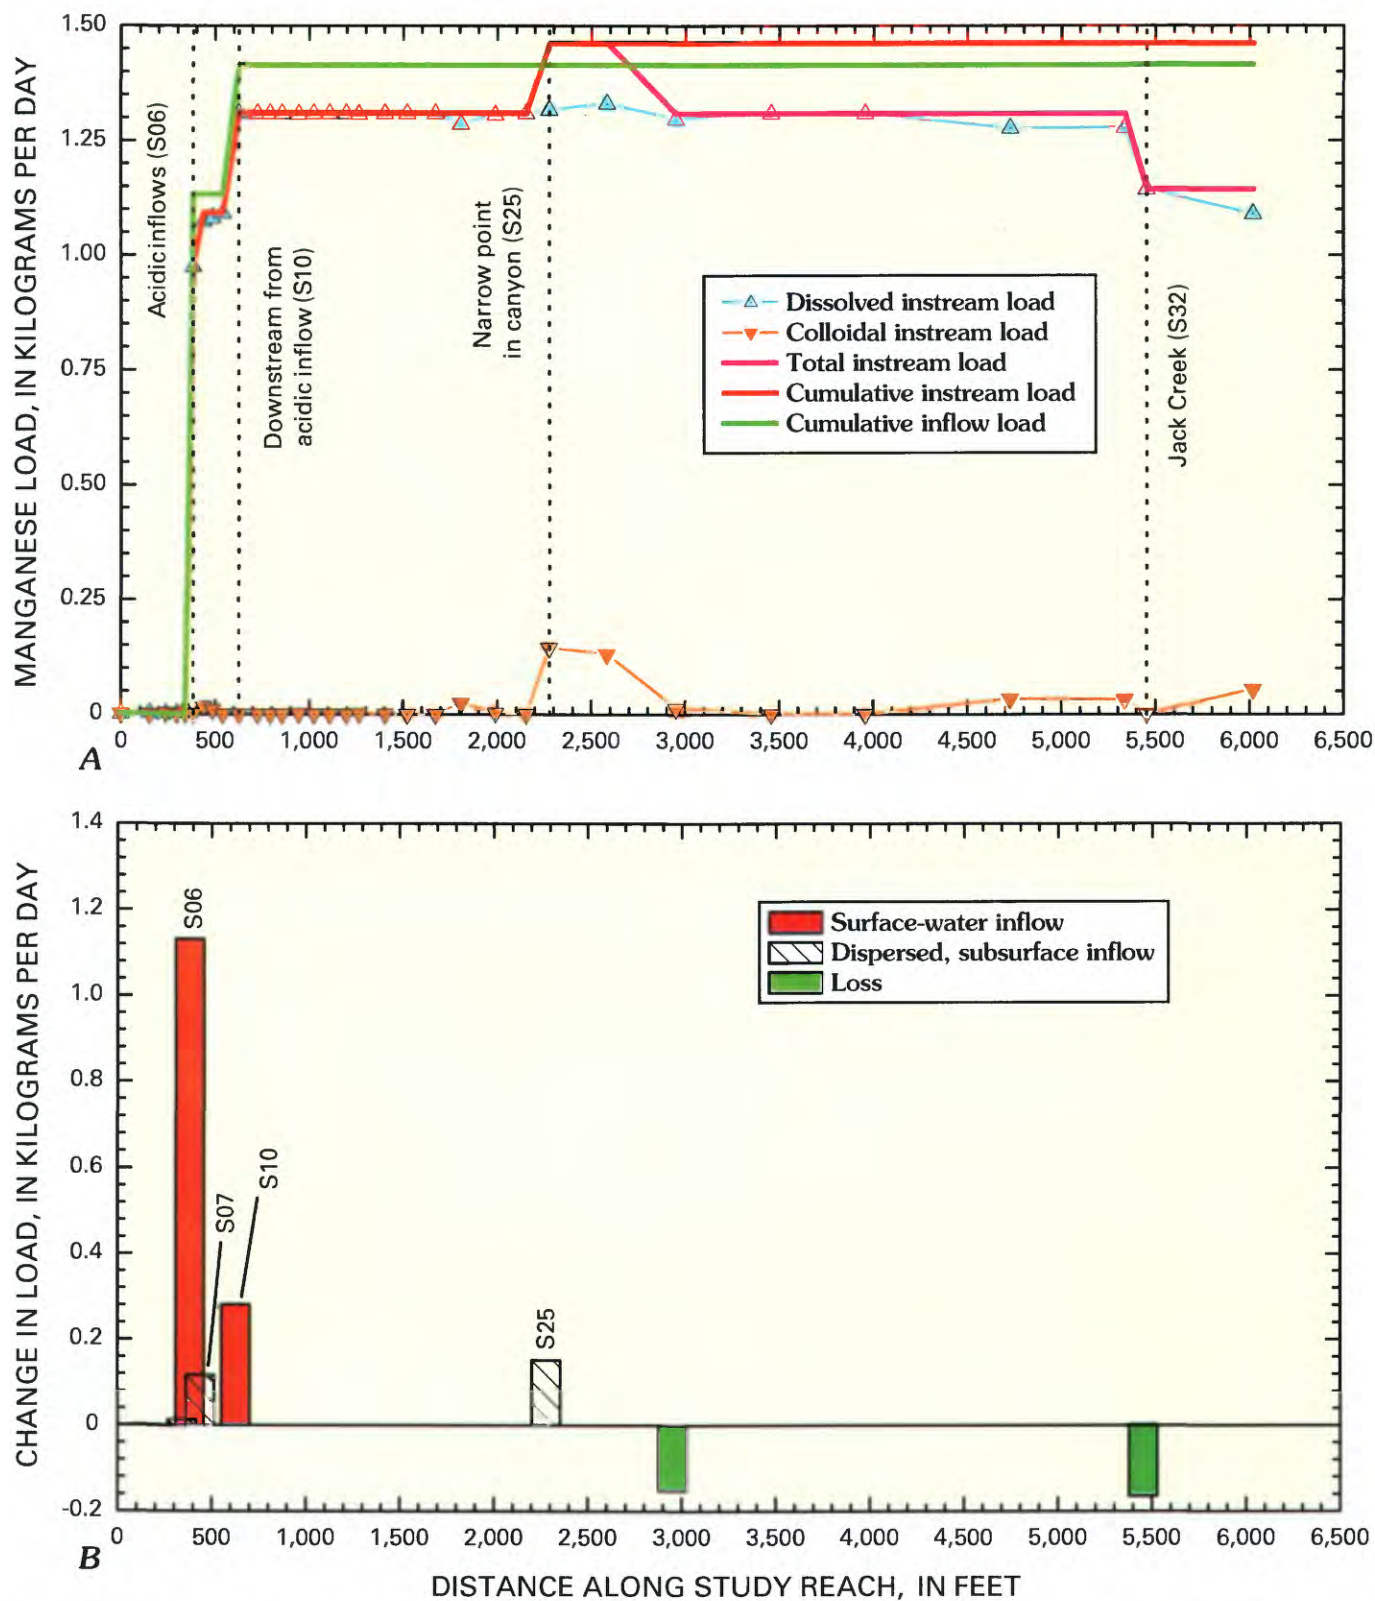 MANGANESE LOAD, IN KILOGRAMS PER DAY
1.50
1.25
1.00
0.75
0.50
0.25
0
Acidic inflows (S06)
Downstream from
acidic inflow (S10)
Narrow point
in canyon (S25)
Jack Creek (S32)
Dissolved instream load
Colloidal instream load
Total instream load
Cumulative instream load
Cumulative inflow load
0 500 1,000 1,500 2,000 2,500 3,000 3,500 4,000 4,500 5,000 5,500 6,000 6,500
A
CHANGE IN LOAD, IN KILOGRAMS PER DAY
1.4
1.2
1.0
0.8
0.6
0.4
0.2
0
-0.2
S06
S07
S10
S25
Surface-water inflow
Dispersed, subsurface inflow
Loss
0 500 1,000 1,500 2,000 2,500 3,000 3,500 4,000 4,500 5,000 5,500 6,000 6,500
B
DISTANCE ALONG STUDY REACH, IN FEET